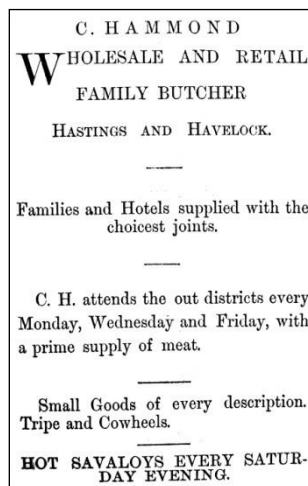 C. HAMMOND
WHOLESALE AND RETAIL
FAMILY BUTCHER
HASTINGS AND HAVELOCK.
Families and Hotels supplied with the
choicest joints.
C. H. attends the out districts every
Monday, Wednesday and Friday, with
a prime supply of meat.
Small Goods of every description.
Tripe and Cowheels.
HOT SAVALOYS EVERY SATUR-
DAY EVENING.